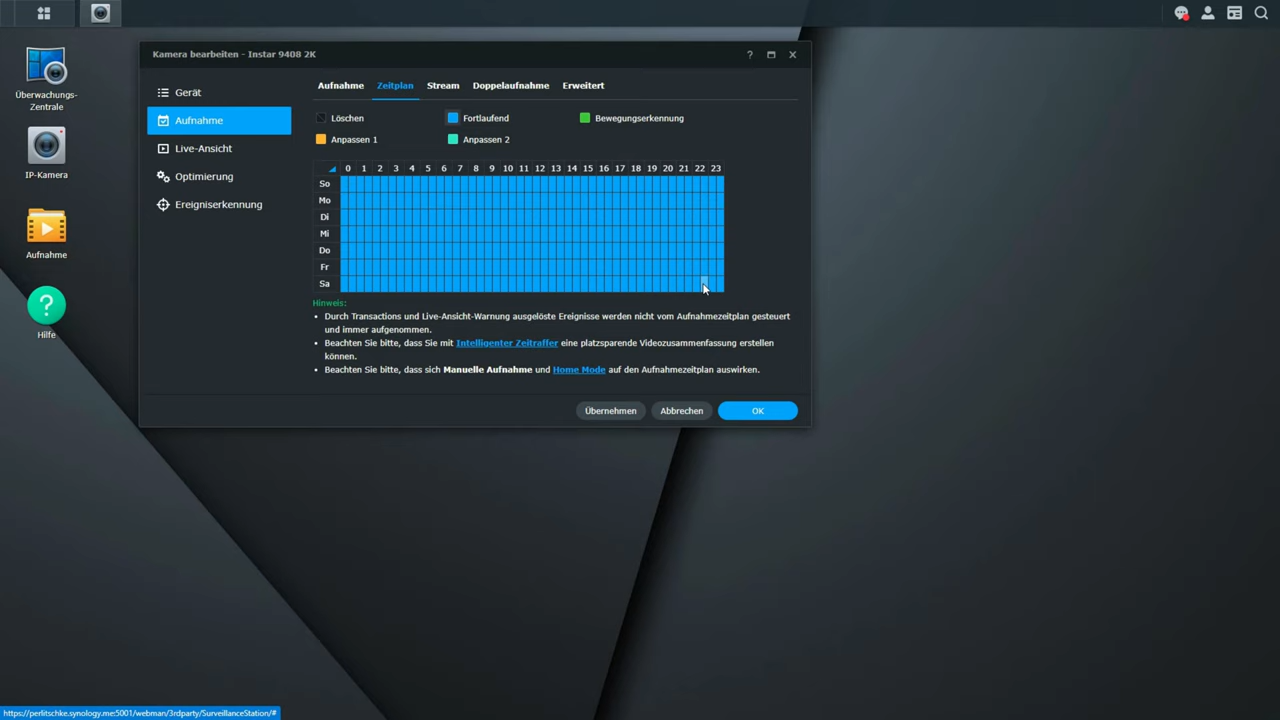 Überwachungs-
Zentrale
IP-Kamera
Aufnahme
Hilfe
Kamera bearbeiten - Instar 9408 2K
Gerät
Aufnahme
Live-Ansicht
Optimierung
Ereigniserkennung
Aufnahme Zeitplan Stream Doppelaufnahme Erweitert
Löschen Fortlaufend Bewegungserkennung
Anpassen 1 Anpassen 2
0 1 2 3 4 5 6 7 8 9 10 11 12 13 14 15 16 17 18 19 20 21 22 23
So
Mo
Di
Mi
Do
Fr
Sa
Hinweis:
• Durch Transactions und Live-Ansicht-Warnung ausgelöste Ereignisse werden nicht vom Aufnahmezeitplan gesteuert
und immer aufgenommen.
• Beachten Sie bitte, dass Sie mit Intelligenter Zeitraffer eine platzsparende Videozusammenfassung erstellen
können.
• Beachten Sie bitte, dass sich Manuelle Aufnahme und Home Mode auf den Aufnahmezeitplan auswirken.
Übernehmen Abbrechen OK
https://perlitschke.synology.me:5001/webman/3rdparty/SurveillanceStation/#